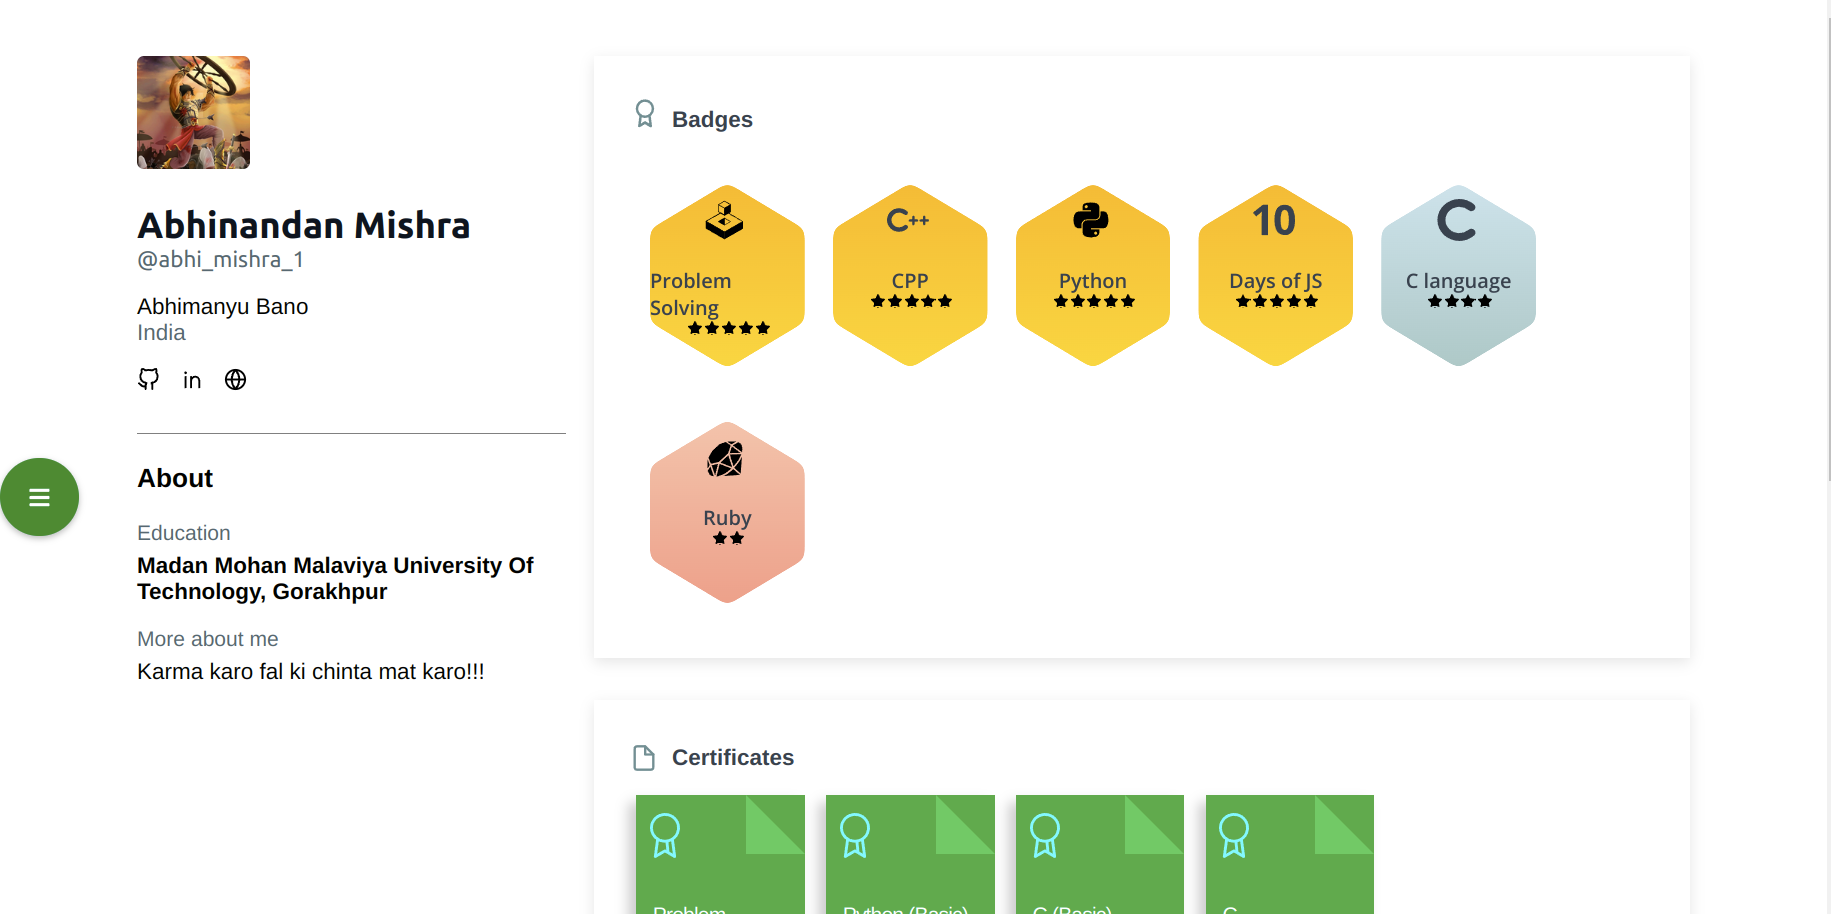 Abhinandan Mishra
@abhi_mishra_1
Abhimanyu Bano
India
in
About
Education
Madan Mohan Malaviya University Of
Technology, Gorakhpur
More about me
Karma karo fal ki chinta mat karo!!!
Badges
Problem
Solving
C++
CPP
Python
10
Days of JS
C
C language
Ruby
Certificates
Problem
Python (Basic)
C (Basic)
C